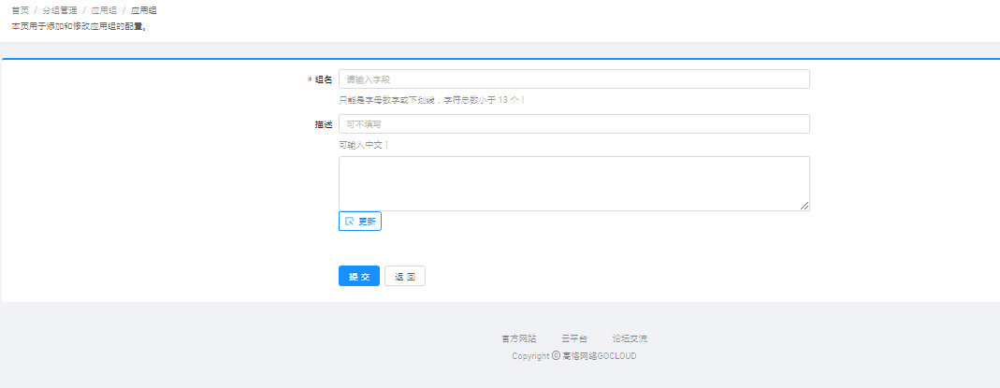 首页 / 分组管理 / 应用组 / 应用组
本页用于添加和修改应用组的配置。
* 组名 请输入字段
只能是字母数字或下划线，字符总数小于 13 个！
描述 可不填写
可输入中文！
更新
提 交 返 回
官方网站 云平台 论坛交流
Copyright © 高恪网络GOCLOUD